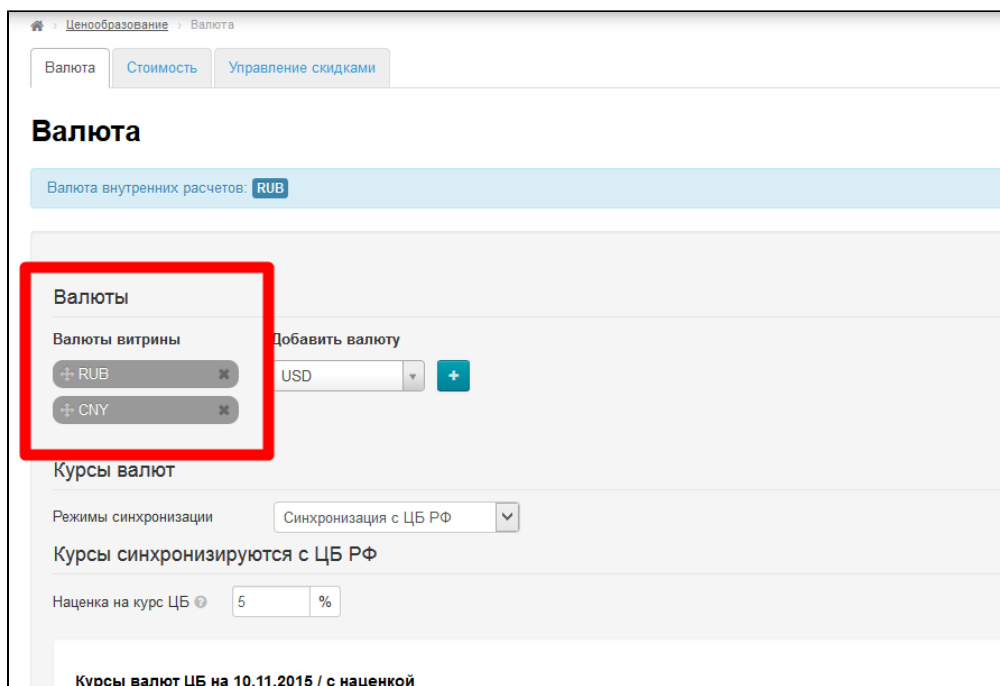 Ценообразование > Валюта
Валюта Стоимость Управление скидками
Валюта
Валюта внутренних расчетов: RUB
Валюты
Валюты витрины Добавить валюту
RUB USD +
CNY
Курсы валют
Режимы синхронизации Синхронизация с ЦБ РФ
Курсы синхронизируются с ЦБ РФ
Наценка на курс ЦБ ? 5 %
Курсы валют ЦБ на 10.11.2015 / с наценкой